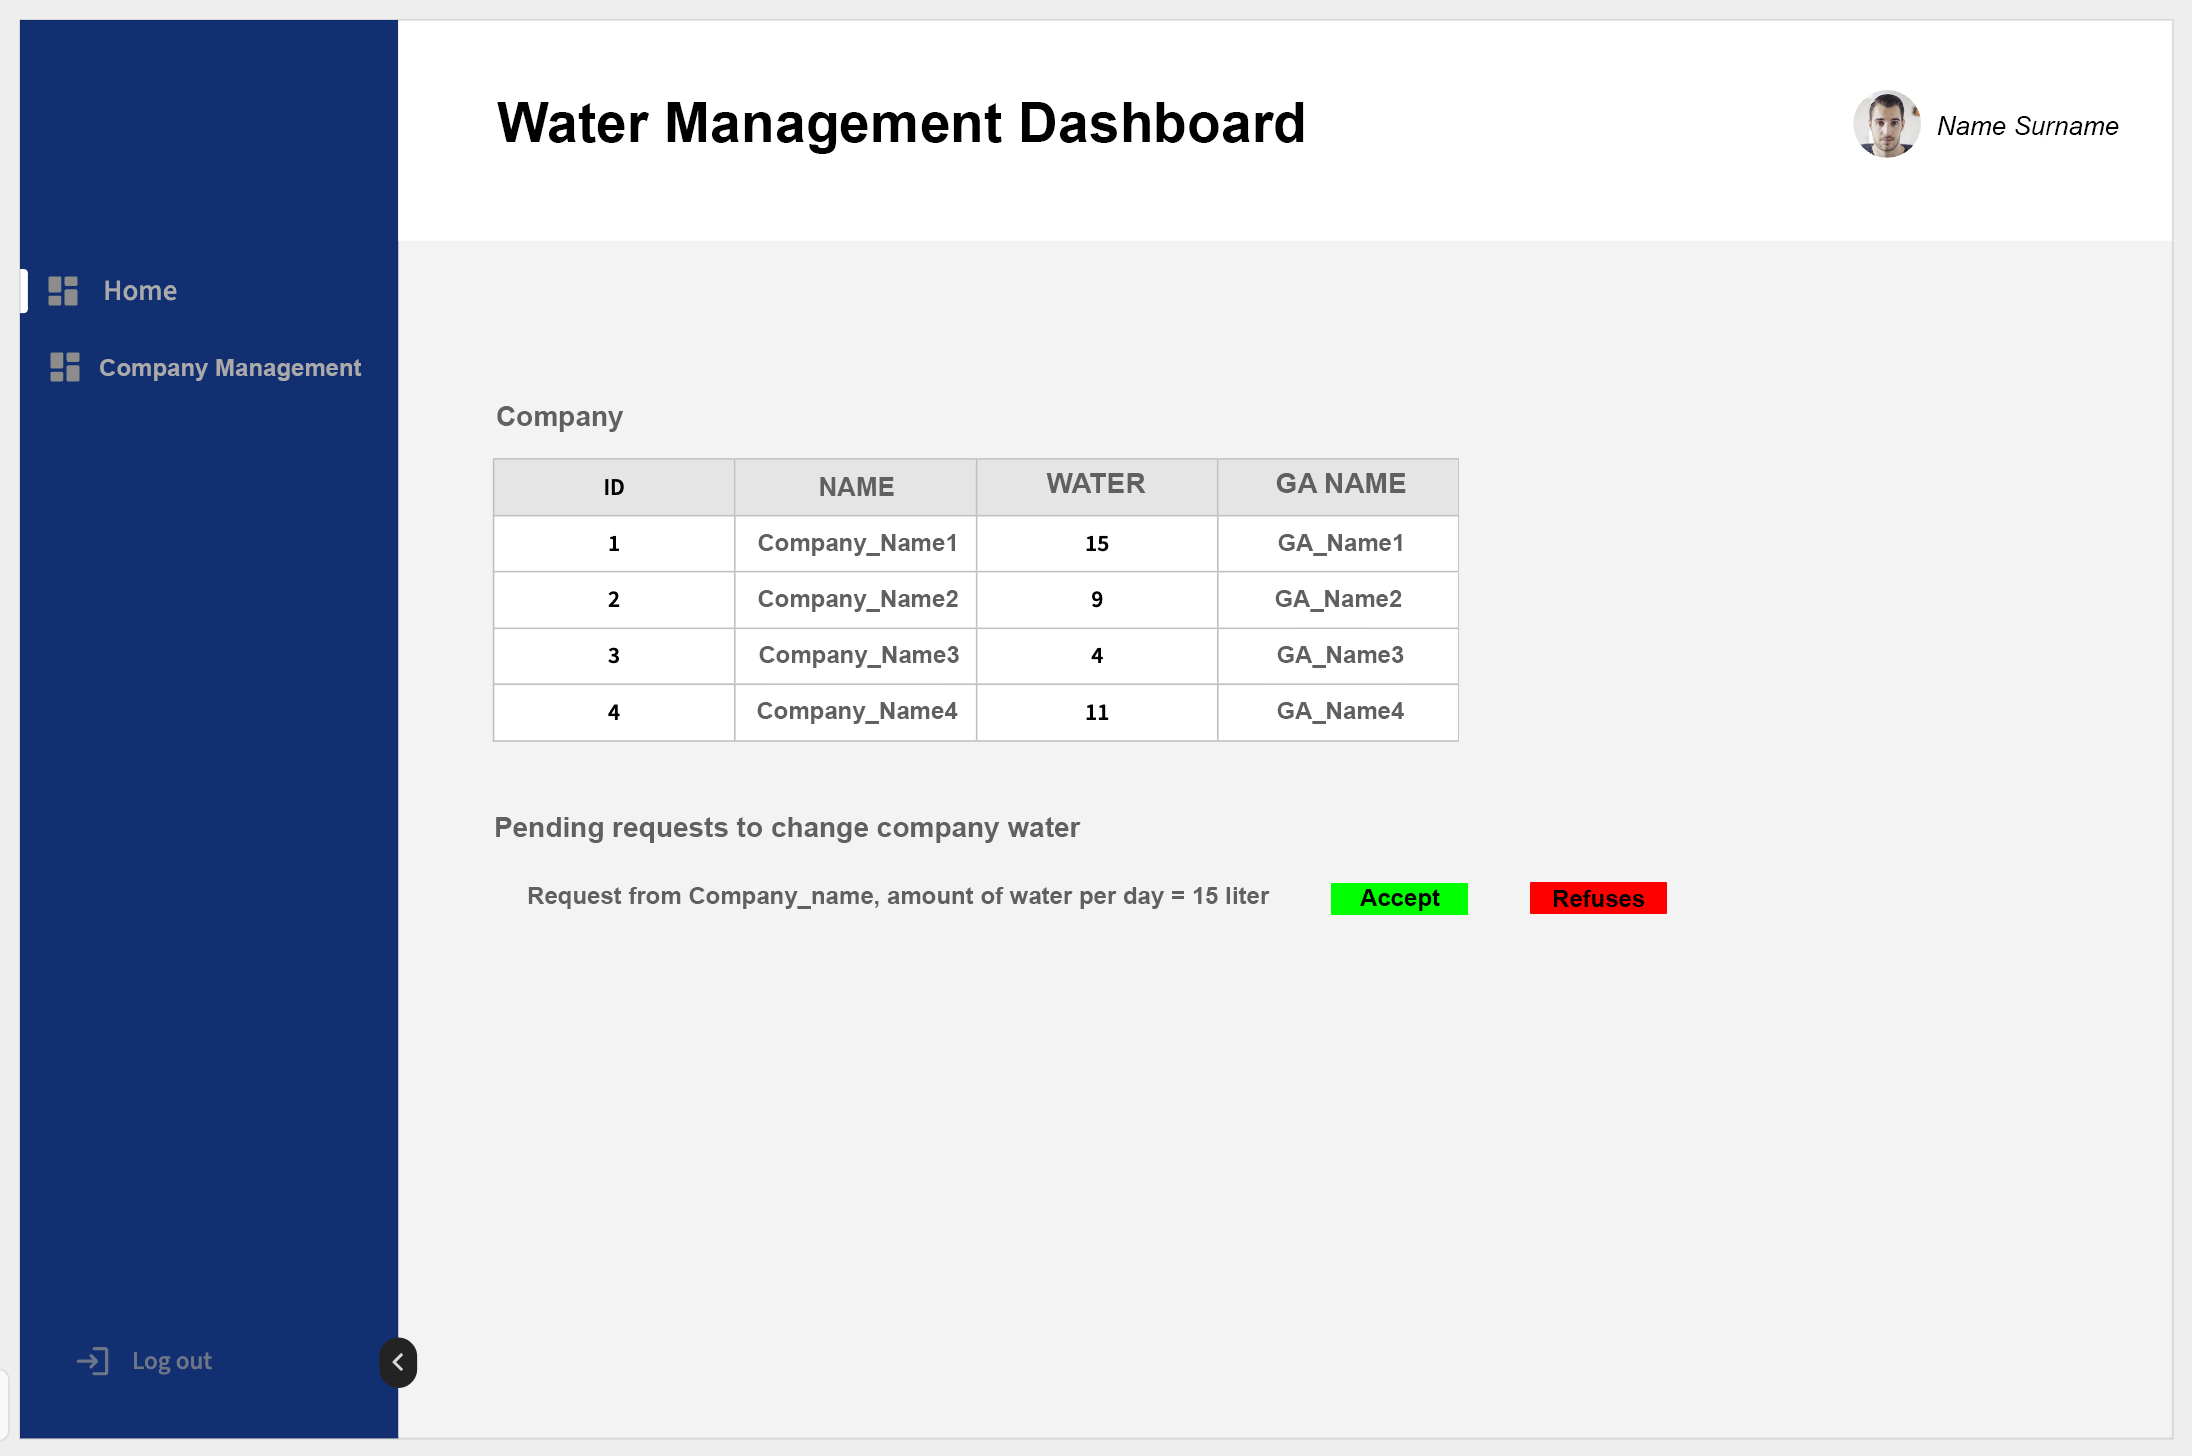 Water Management Dashboard
Name Surname
Home
Company Management
Company
ID NAME WATER GA NAME
1 Company_Name1 15 GA_Name1
2 Company_Name2 9 GA_Name2
3 Company_Name3 4 GA_Name3
4 Company_Name4 11 GA_Name4
Pending requests to change company water
Request from Company_name, amount of water per day = 15 liter Accept Refuses
Log out